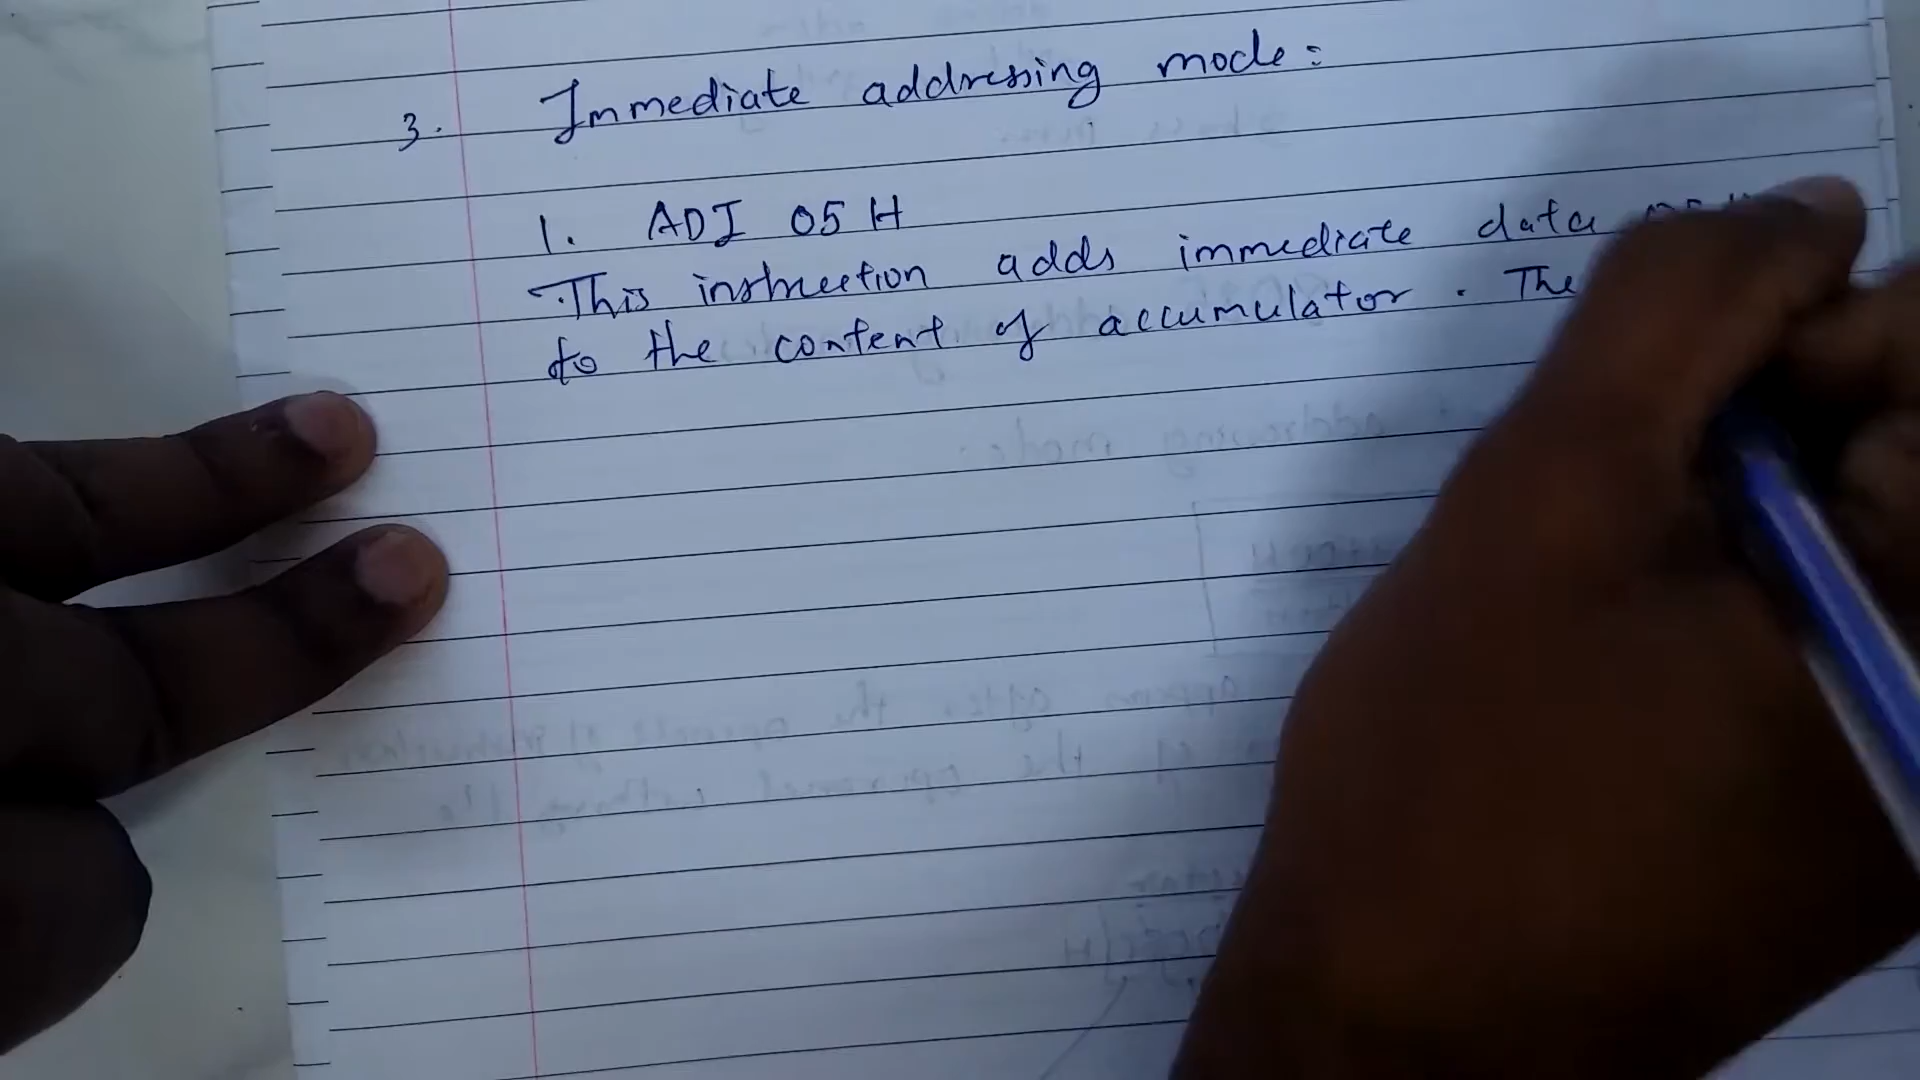 3. Immediate addressing mode:
1. ADI 05 H
This instruction adds immediate data
to the content of accumulator. The